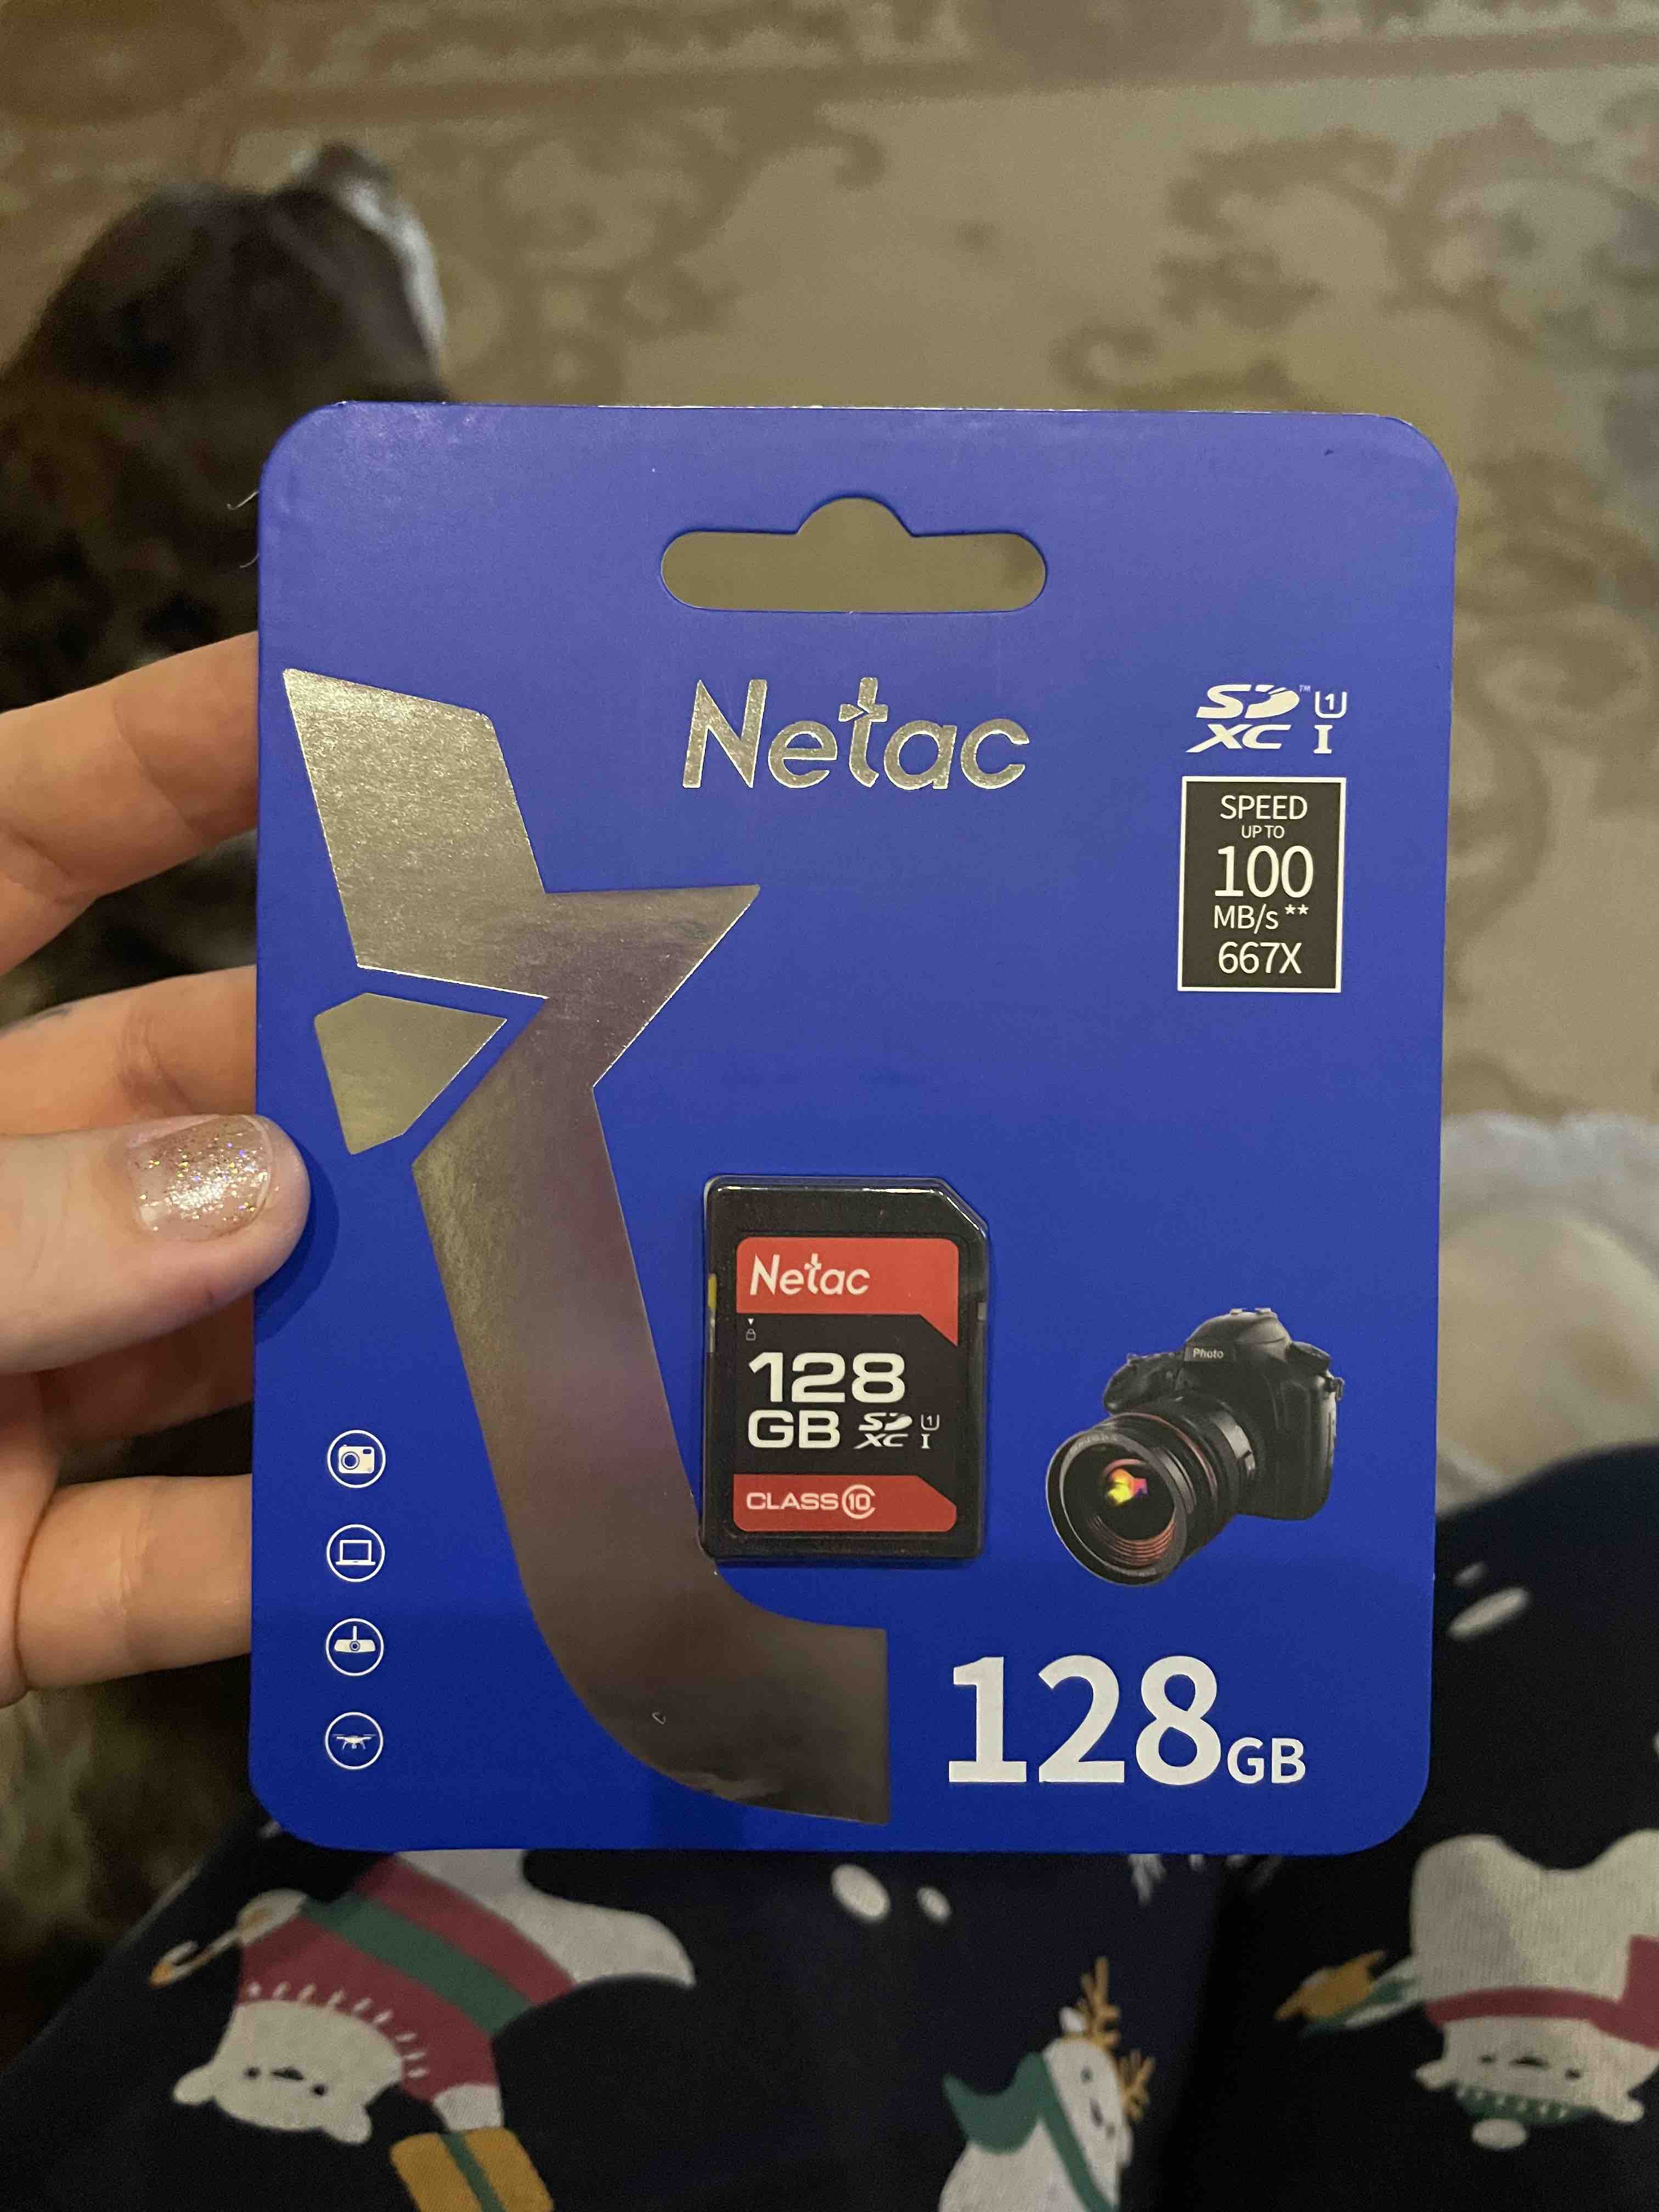 Netac
SD™ U1
XC I
SPEED
UP TO
100
MB/s**
667X
Netac
128
GB SD XC U1 I
CLASS 10
Photo
128GB